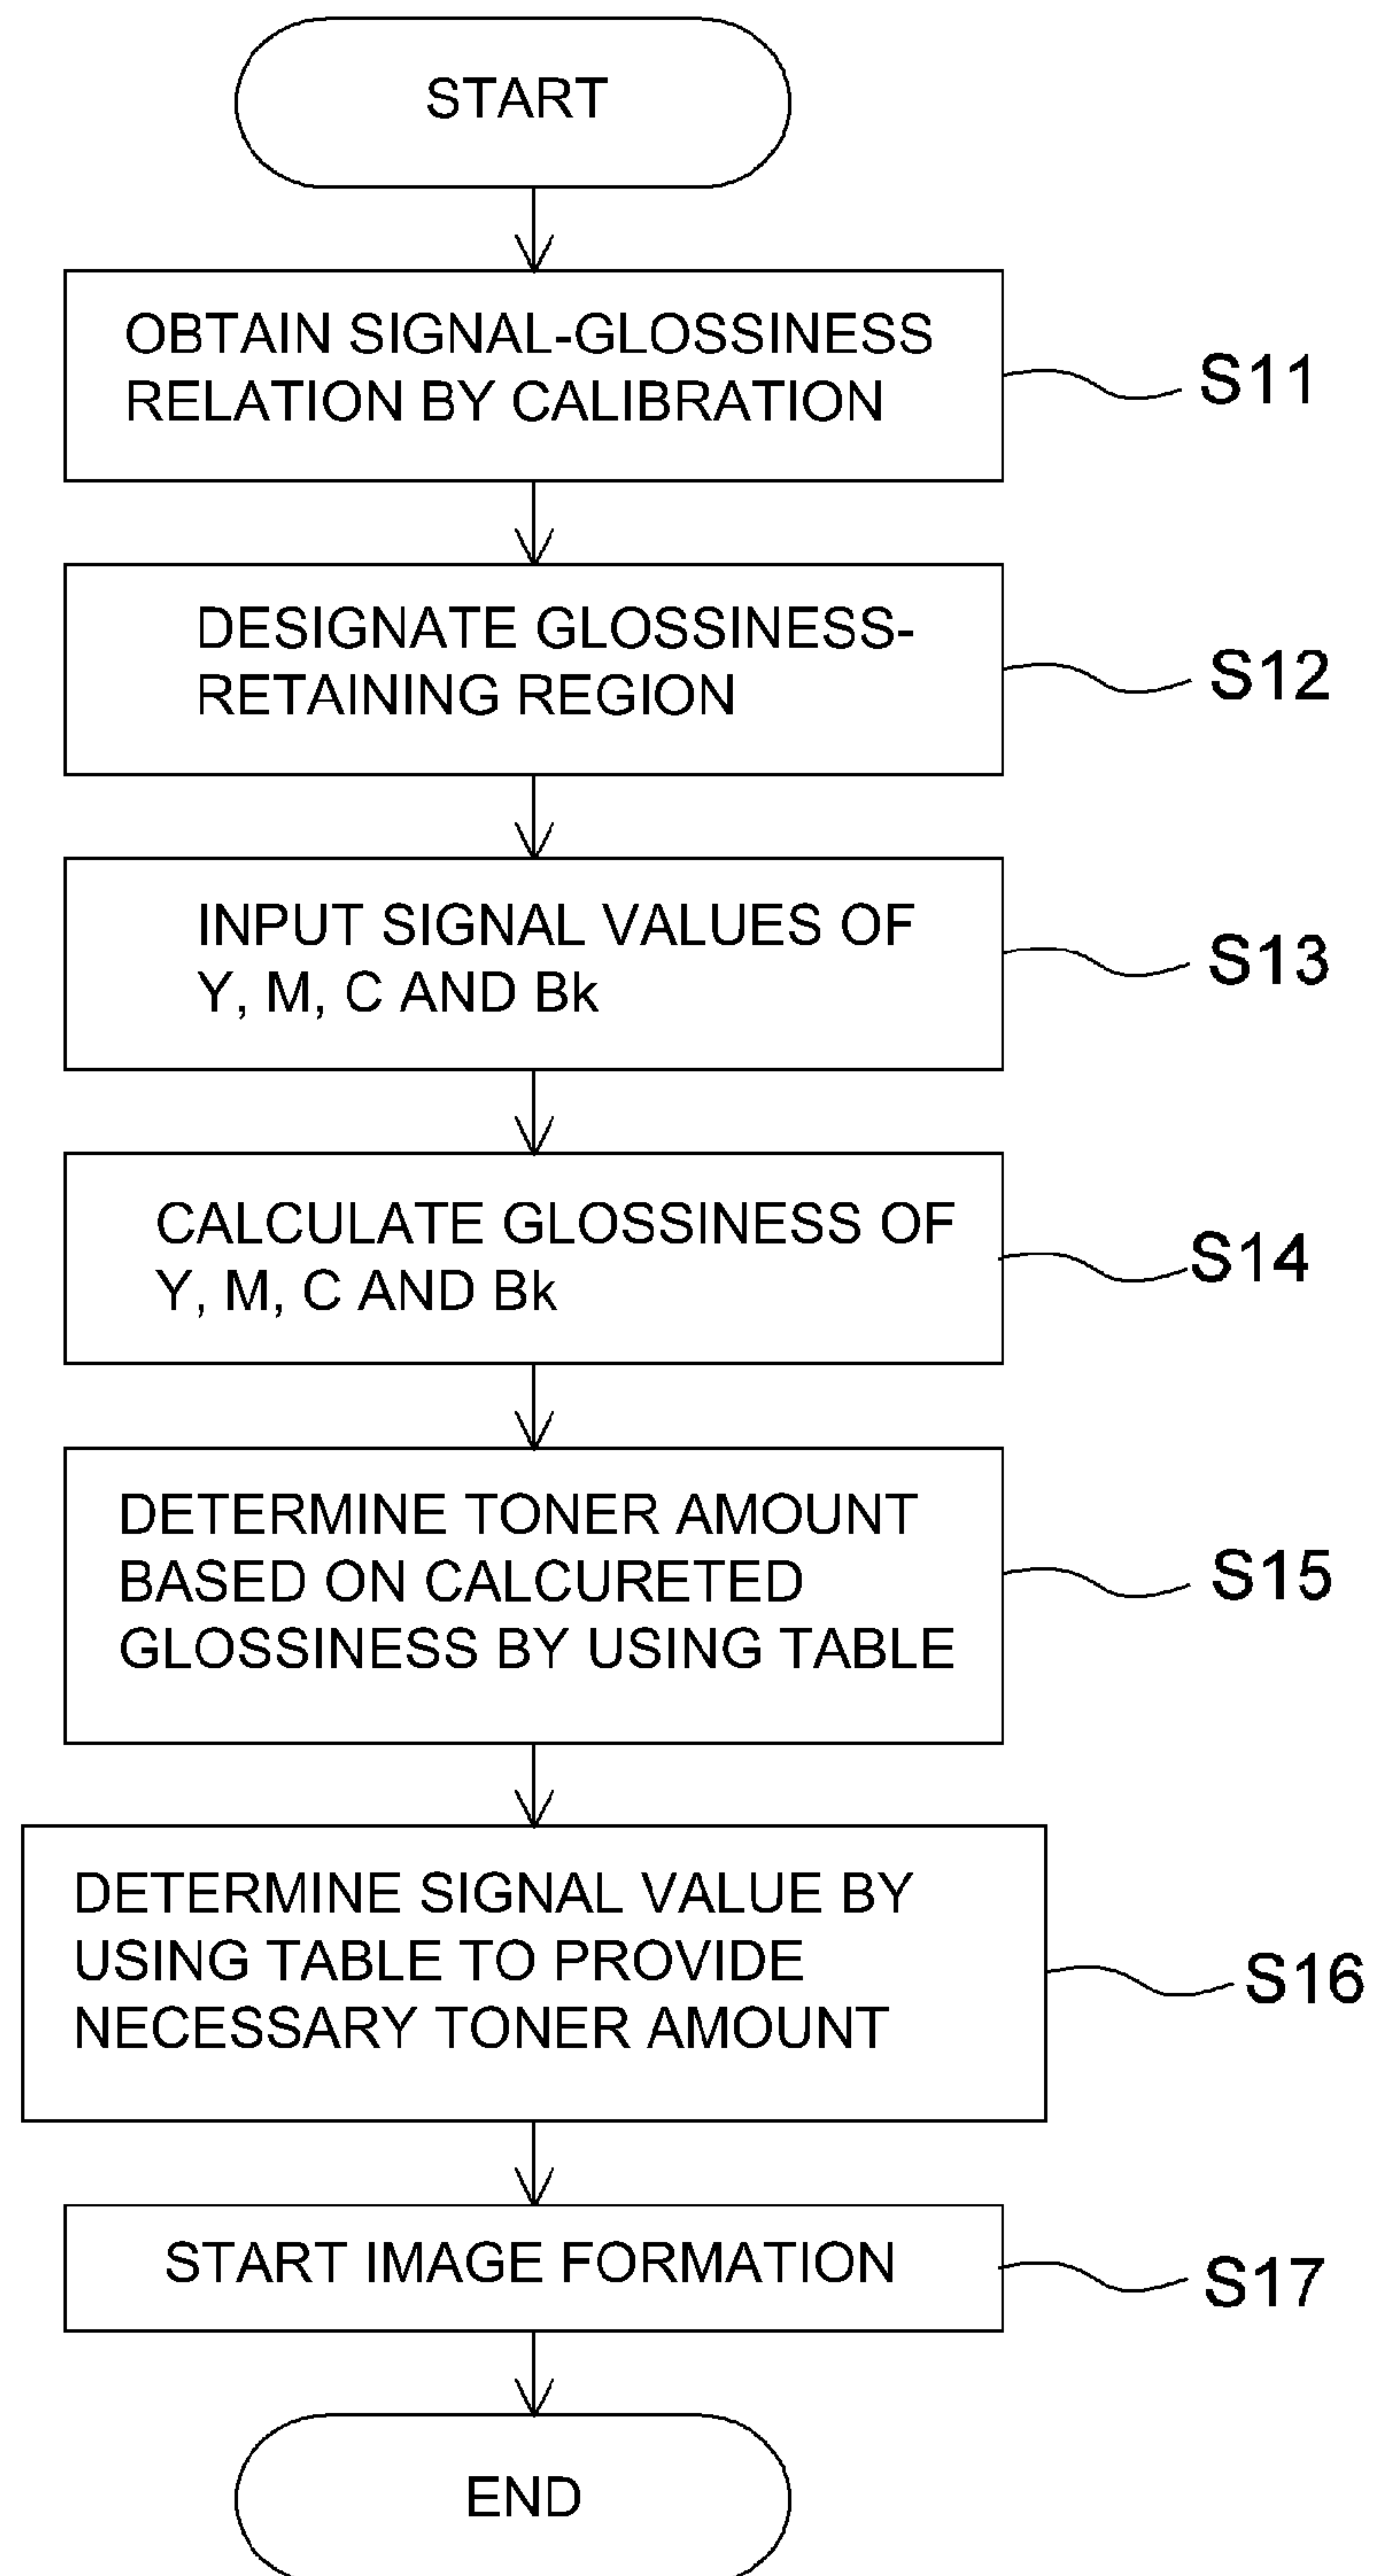 START
OBTAIN SIGNAL-GLOSSINESS
RELATION BY CALIBRATION
S11
DESIGNATE GLOSSINESS-
RETAINING REGION
S12
INPUT SIGNAL VALUES OF
Y, M, C AND Bk
S13
CALCULATE GLOSSINESS OF
Y, M, C AND Bk
S14
DETERMINE TONER AMOUNT
BASED ON CALCURETED
GLOSSINESS BY USING TABLE
S15
DETERMINE SIGNAL VALUE BY
USING TABLE TO PROVIDE
NECESSARY TONER AMOUNT
S16
START IMAGE FORMATION
S17
END